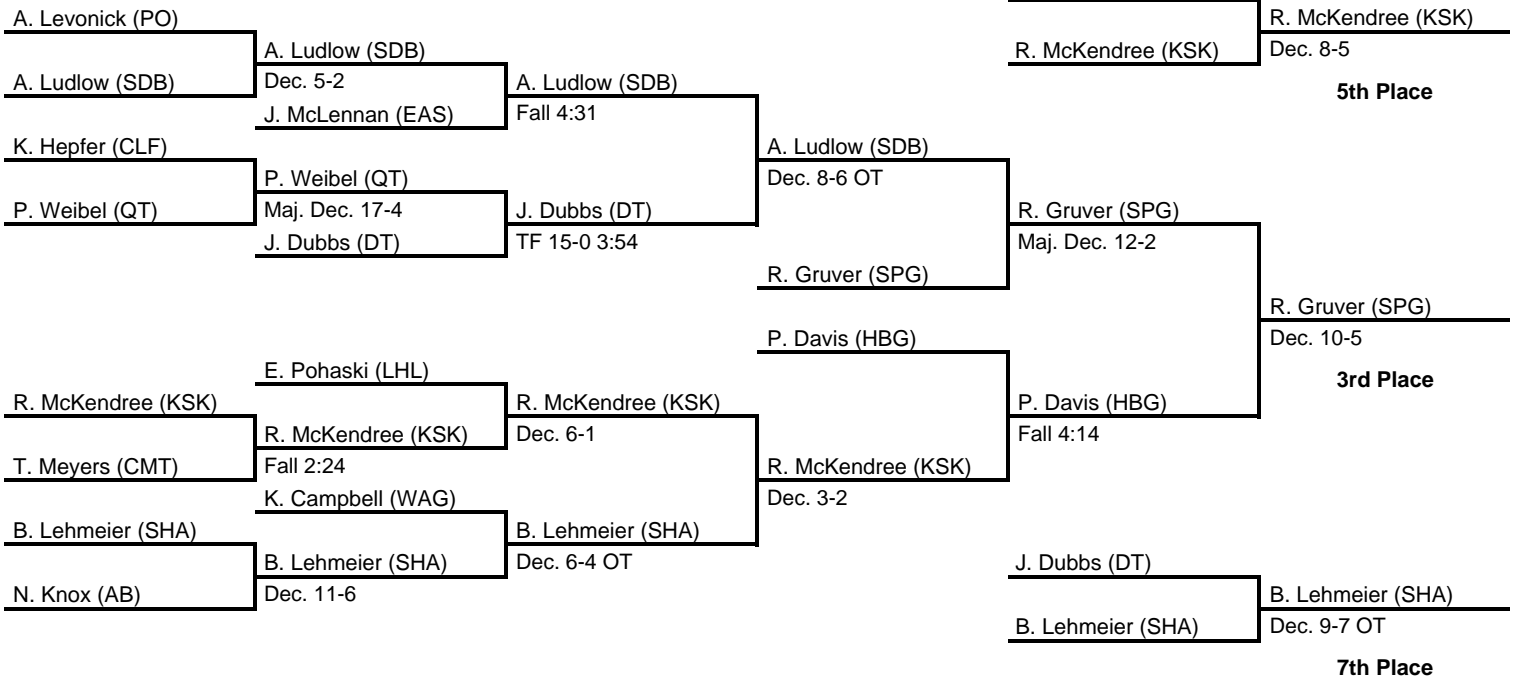 A. Levonick (PO)
R. McKendree (KSK)
A. Ludlow (SDB)
R. McKendree (KSK)
Dec. 8-5
A. Ludlow (SDB)
Dec. 5-2
A. Ludlow (SDB)
5th Place
J. McLennan (EAS)
Fall 4:31
K. Hepfer (CLF)
A. Ludlow (SDB)
P. Weibel (QT)
Dec. 8-6 OT
P. Weibel (QT)
Maj. Dec. 17-4
J. Dubbs (DT)
R. Gruver (SPG)
J. Dubbs (DT)
TF 15-0 3:54
Maj. Dec. 12-2
R. Gruver (SPG)
R. Gruver (SPG)
P. Davis (HBG)
Dec. 10-5
E. Pohaski (LHL)
3rd Place
R. McKendree (KSK)
R. McKendree (KSK)
P. Davis (HBG)
R. McKendree (KSK)
Dec. 6-1
Fall 4:14
T. Meyers (CMT)
Fall 2:24
R. McKendree (KSK)
K. Campbell (WAG)
Dec. 3-2
B. Lehmeier (SHA)
B. Lehmeier (SHA)
B. Lehmeier (SHA)
Dec. 6-4 OT
J. Dubbs (DT)
N. Knox (AB)
Dec. 11-6
B. Lehmeier (SHA)
B. Lehmeier (SHA)
Dec. 9-7 OT
7th Place